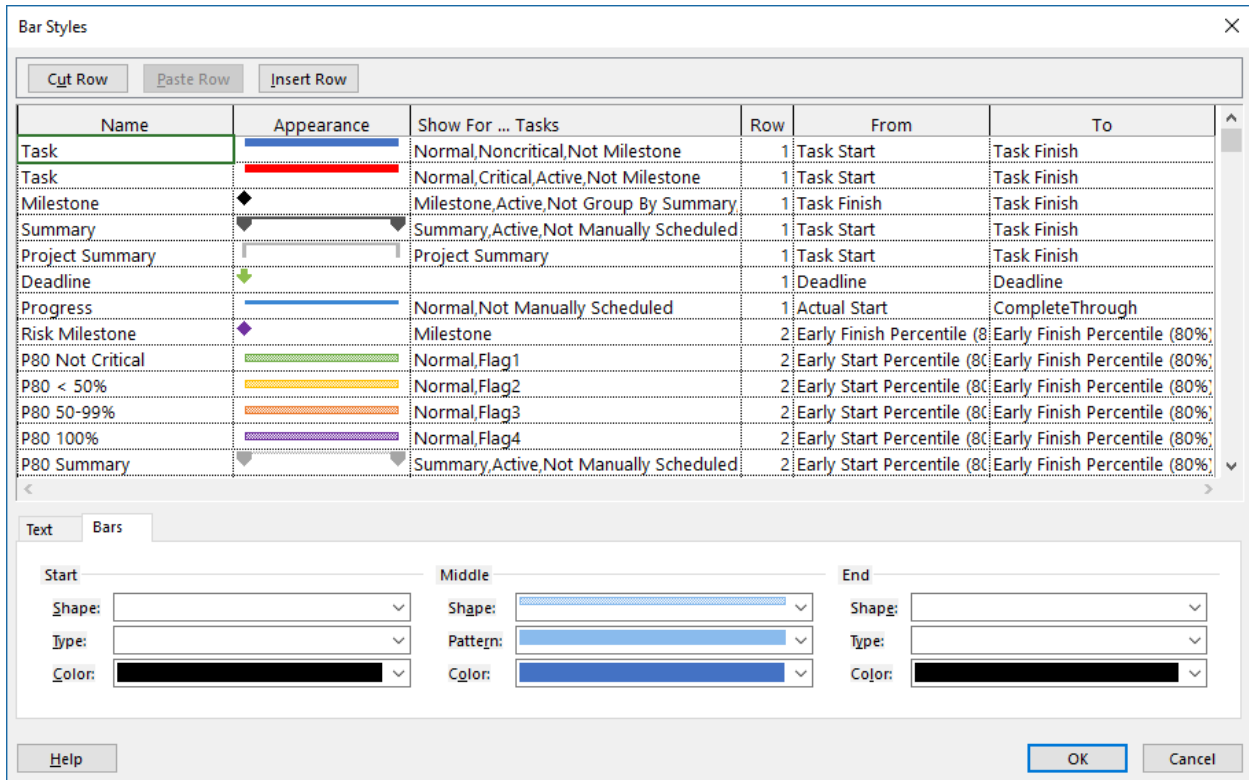 Bar Styles
Cut Row Paste Row Insert Row
Name Appearance Show For ... Tasks Row From To
Task Normal,Noncritical,Not Milestone 1 Task Start Task Finish
Task Normal,Critical,Active,Not Milestone 1 Task Start Task Finish
Milestone Milestone,Active,Not Group By Summary, 1 Task Finish Task Finish
Summary Summary,Active,Not Manually Scheduled 1 Task Start Task Finish
Project Summary Project Summary 1 Task Start Task Finish
Deadline 1 Deadline Deadline
Progress Normal,Not Manually Scheduled 1 Actual Start CompleteThrough
Risk Milestone Milestone 2 Early Finish Percentile (8 Early Finish Percentile (80%)
P80 Not Critical Normal,Flag1 2 Early Start Percentile (80 Early Finish Percentile (80%)
P80 < 50% Normal,Flag2 2 Early Start Percentile (80 Early Finish Percentile (80%)
P80 50-99% Normal,Flag3 2 Early Start Percentile (80 Early Finish Percentile (80%)
P80 100% Normal,Flag4 2 Early Start Percentile (80 Early Finish Percentile (80%)
P80 Summary Summary,Active,Not Manually Scheduled 2 Early Start Percentile (80 Early Finish Percentile (80%)
Text Bars
Start Middle End
Shape: Shape: Shape:
Type: Pattern: Type:
Color: Color: Color:
Help OK Cancel